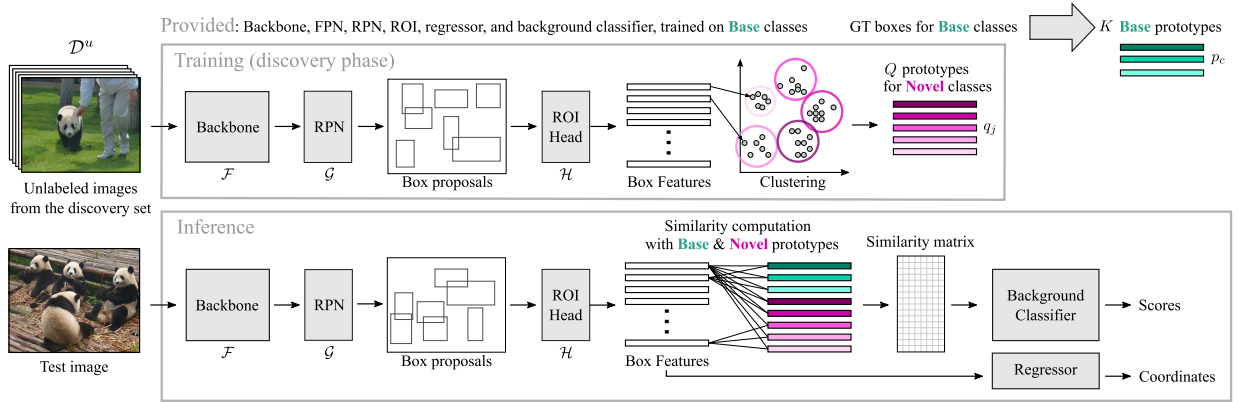 Provided: Backbone, FPN, RPN, ROI, regressor, and background classifier, trained on Base classes
GT boxes for Base classes
K Base prototypes
p_c
𝒟^u
Unlabeled images
from the discovery set
Training (discovery phase)
Backbone
ℱ
RPN
𝒢
Box proposals
ROI
Head
ℋ
Box Features
Clustering
Q prototypes
for Novel classes
q_j
Inference
Test image
Backbone
ℱ
RPN
𝒢
Box proposals
ROI
Head
ℋ
Similarity computation
with Base & Novel prototypes
Box Features
Similarity matrix
Background
Classifier
Scores
Regressor
Coordinates